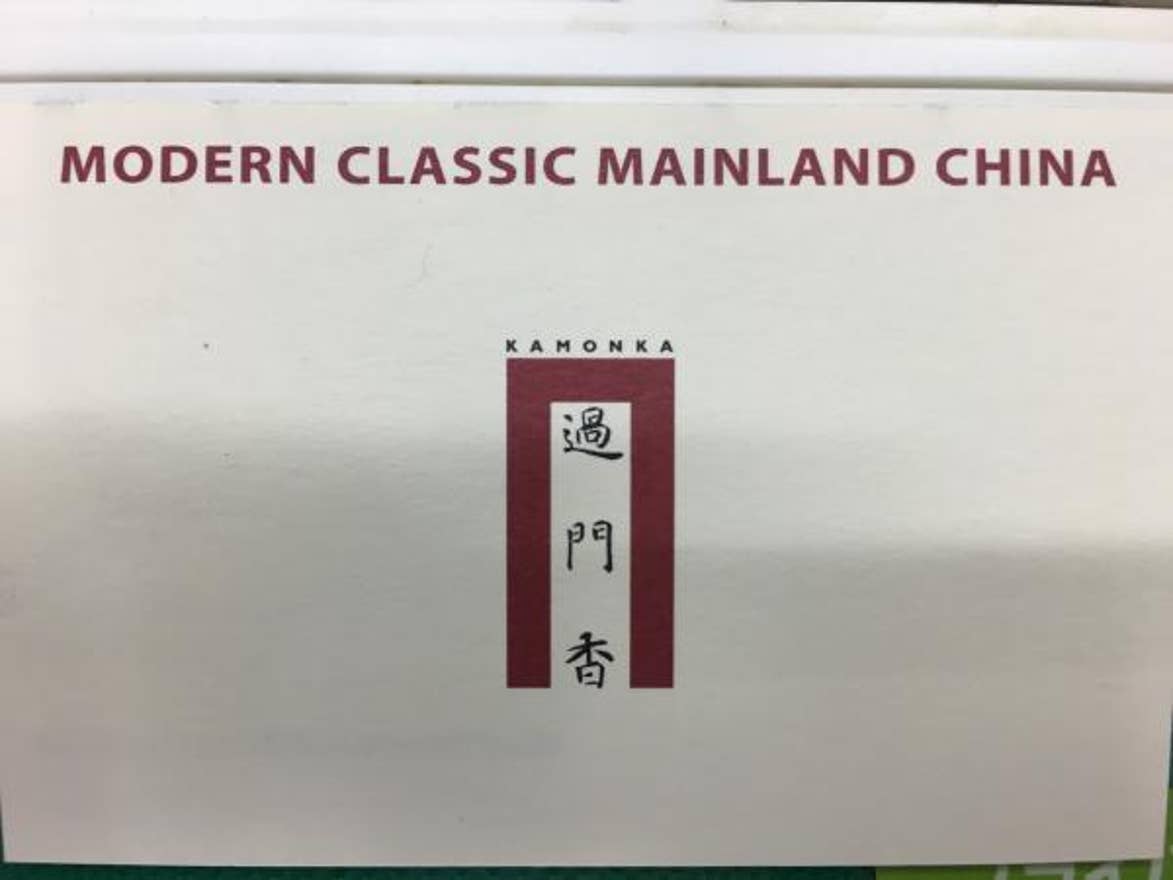 MODERN CLASSIC MAINLAND CHINA
KAMONKA
過門香